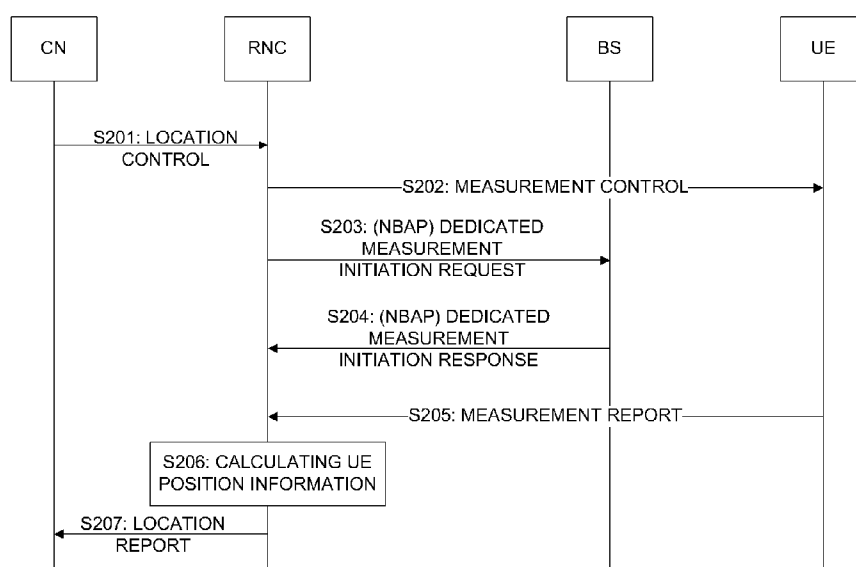 CN
RNC
BS
UE
S201: LOCATION
CONTROL
S202: MEASUREMENT CONTROL
S203: (NBAP) DEDICATED
MEASUREMENT
INITIATION REQUEST
S204: (NBAP) DEDICATED
MEASUREMENT
INITIATION RESPONSE
S205: MEASUREMENT REPORT
S206: CALCULATING UE
POSITION INFORMATION
S207: LOCATION
REPORT